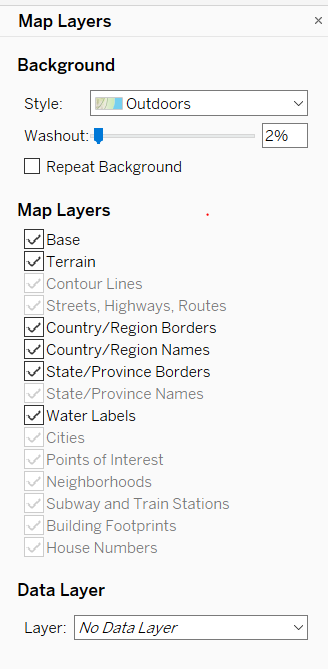 Map Layers
Background
Style: Outdoors
Washout: 2%
Repeat Background
Map Layers
Base
Terrain
Contour Lines
Streets, Highways, Routes
Country/Region Borders
Country/Region Names
State/Province Borders
State/Province Names
Water Labels
Cities
Points of Interest
Neighborhoods
Subway and Train Stations
Building Footprints
House Numbers
Data Layer
Layer: No Data Layer